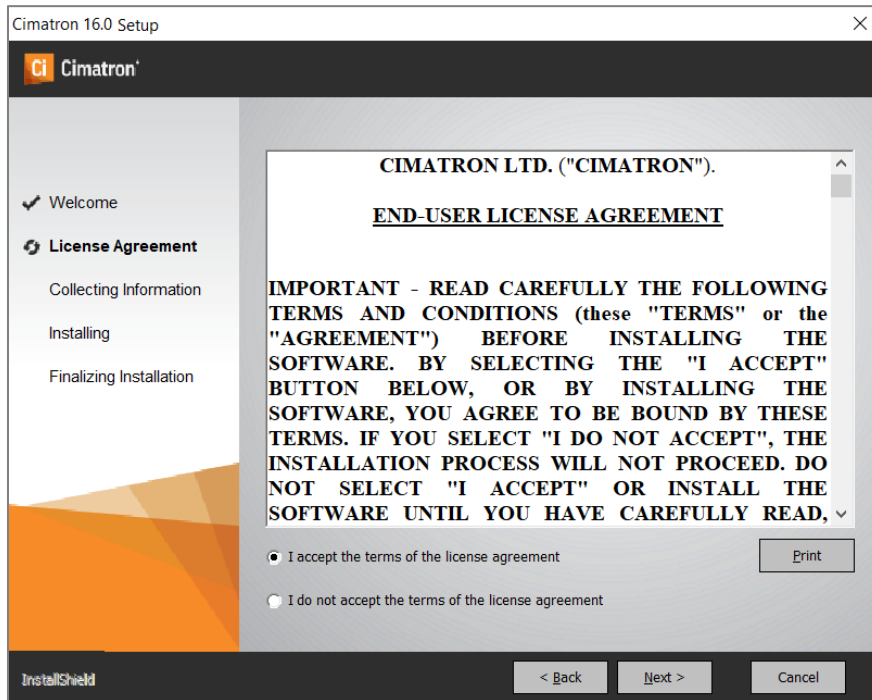 Cimatron 16.0 Setup
Ci Cimatron
Welcome
License Agreement
Collecting Information
Installing
Finalizing Installation
CIMATRON LTD. ("CIMATRON").
END-USER LICENSE AGREEMENT
IMPORTANT - READ CAREFULLY THE FOLLOWING
TERMS AND CONDITIONS (these "TERMS" or the
"AGREEMENT") BEFORE INSTALLING THE
SOFTWARE. BY SELECTING THE "I ACCEPT"
BUTTON BELOW, OR BY INSTALLING THE
SOFTWARE, YOU AGREE TO BE BOUND BY THESE
TERMS. IF YOU SELECT "I DO NOT ACCEPT", THE
INSTALLATION PROCESS WILL NOT PROCEED. DO
NOT SELECT "I ACCEPT" OR INSTALL THE
SOFTWARE UNTIL YOU HAVE CAREFULLY READ,
I accept the terms of the license agreement
Print
I do not accept the terms of the license agreement
InstallShield
< Back
Next >
Cancel